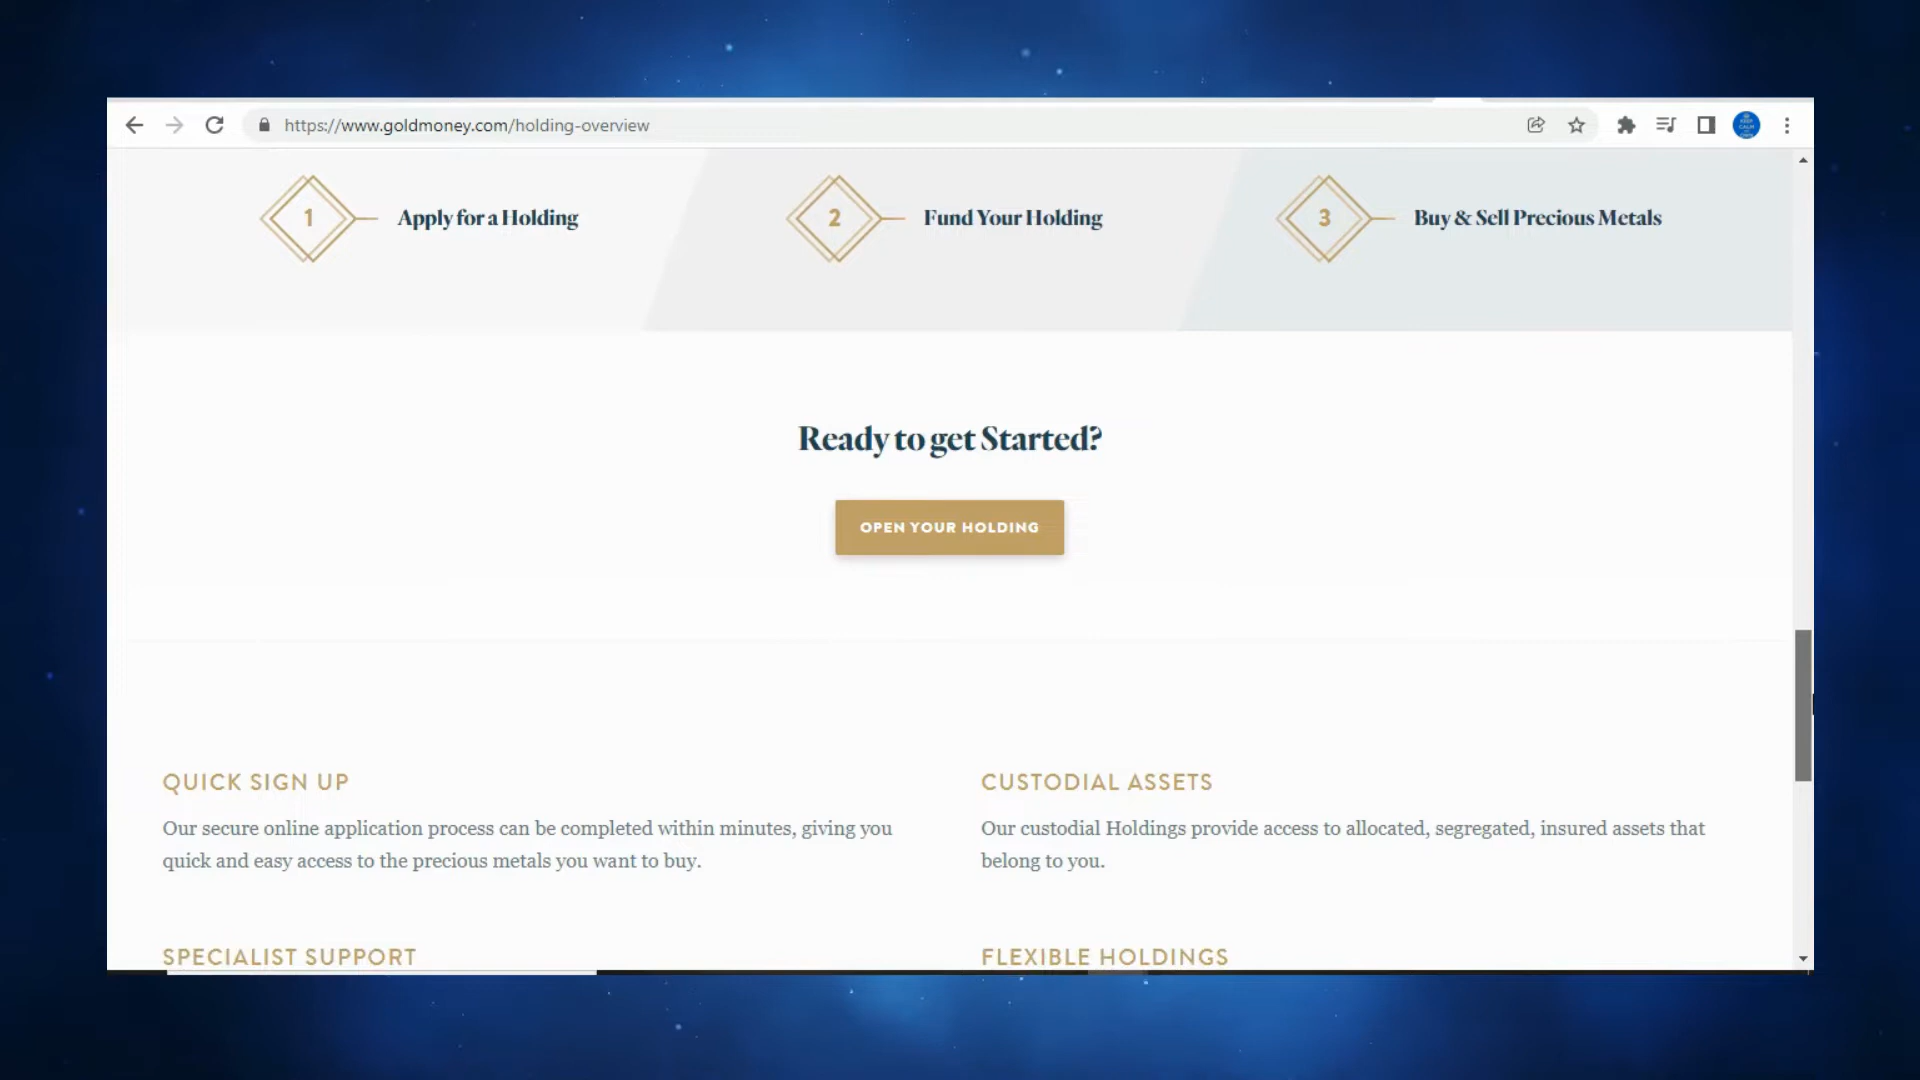 https://www.goldmoney.com/holding-overview
1 Apply for a Holding
2 Fund Your Holding
3 Buy & Sell Precious Metals
Ready to get Started?
OPEN YOUR HOLDING
QUICK SIGN UP
Our secure online application process can be completed within minutes, giving you
quick and easy access to the precious metals you want to buy.
CUSTODIAL ASSETS
Our custodial Holdings provide access to allocated, segregated, insured assets that
belong to you.
SPECIALIST SUPPORT
FLEXIBLE HOLDINGS